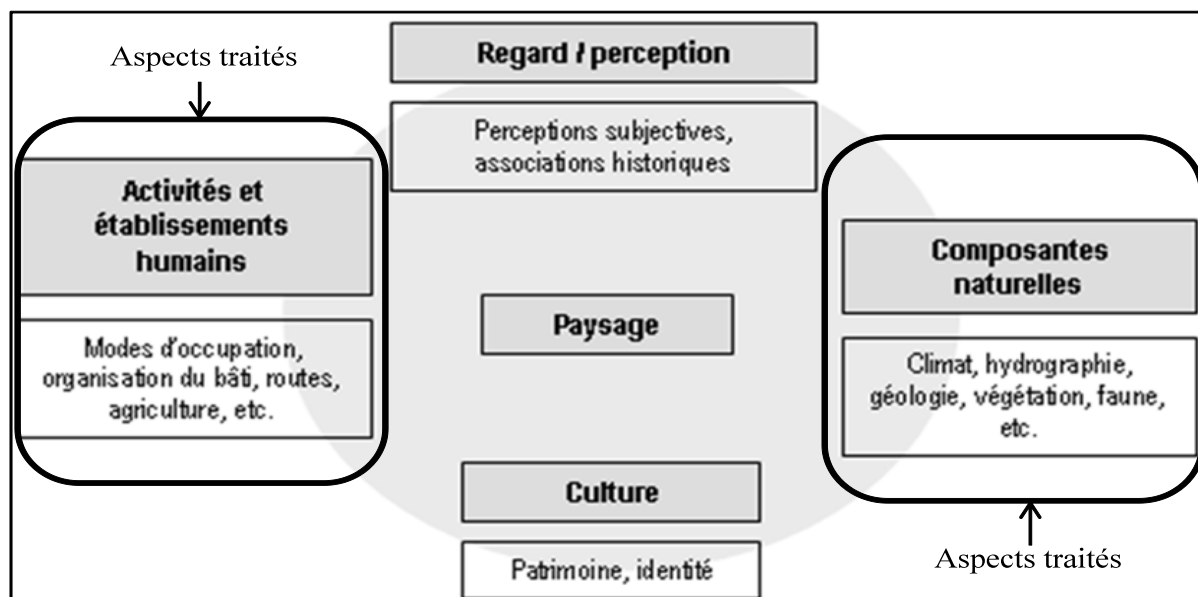 Aspects traités
Regard / perception
Perceptions subjectives,
associations historiques
Activités et
établissements
humains
Modes d'occupation,
organisation du bâti, routes,
agriculture, etc.
Paysage
Composantes
naturelles
Climat, hydrographie,
géologie, végétation, faune,
etc.
Culture
Patrimoine, identité
Aspects traités